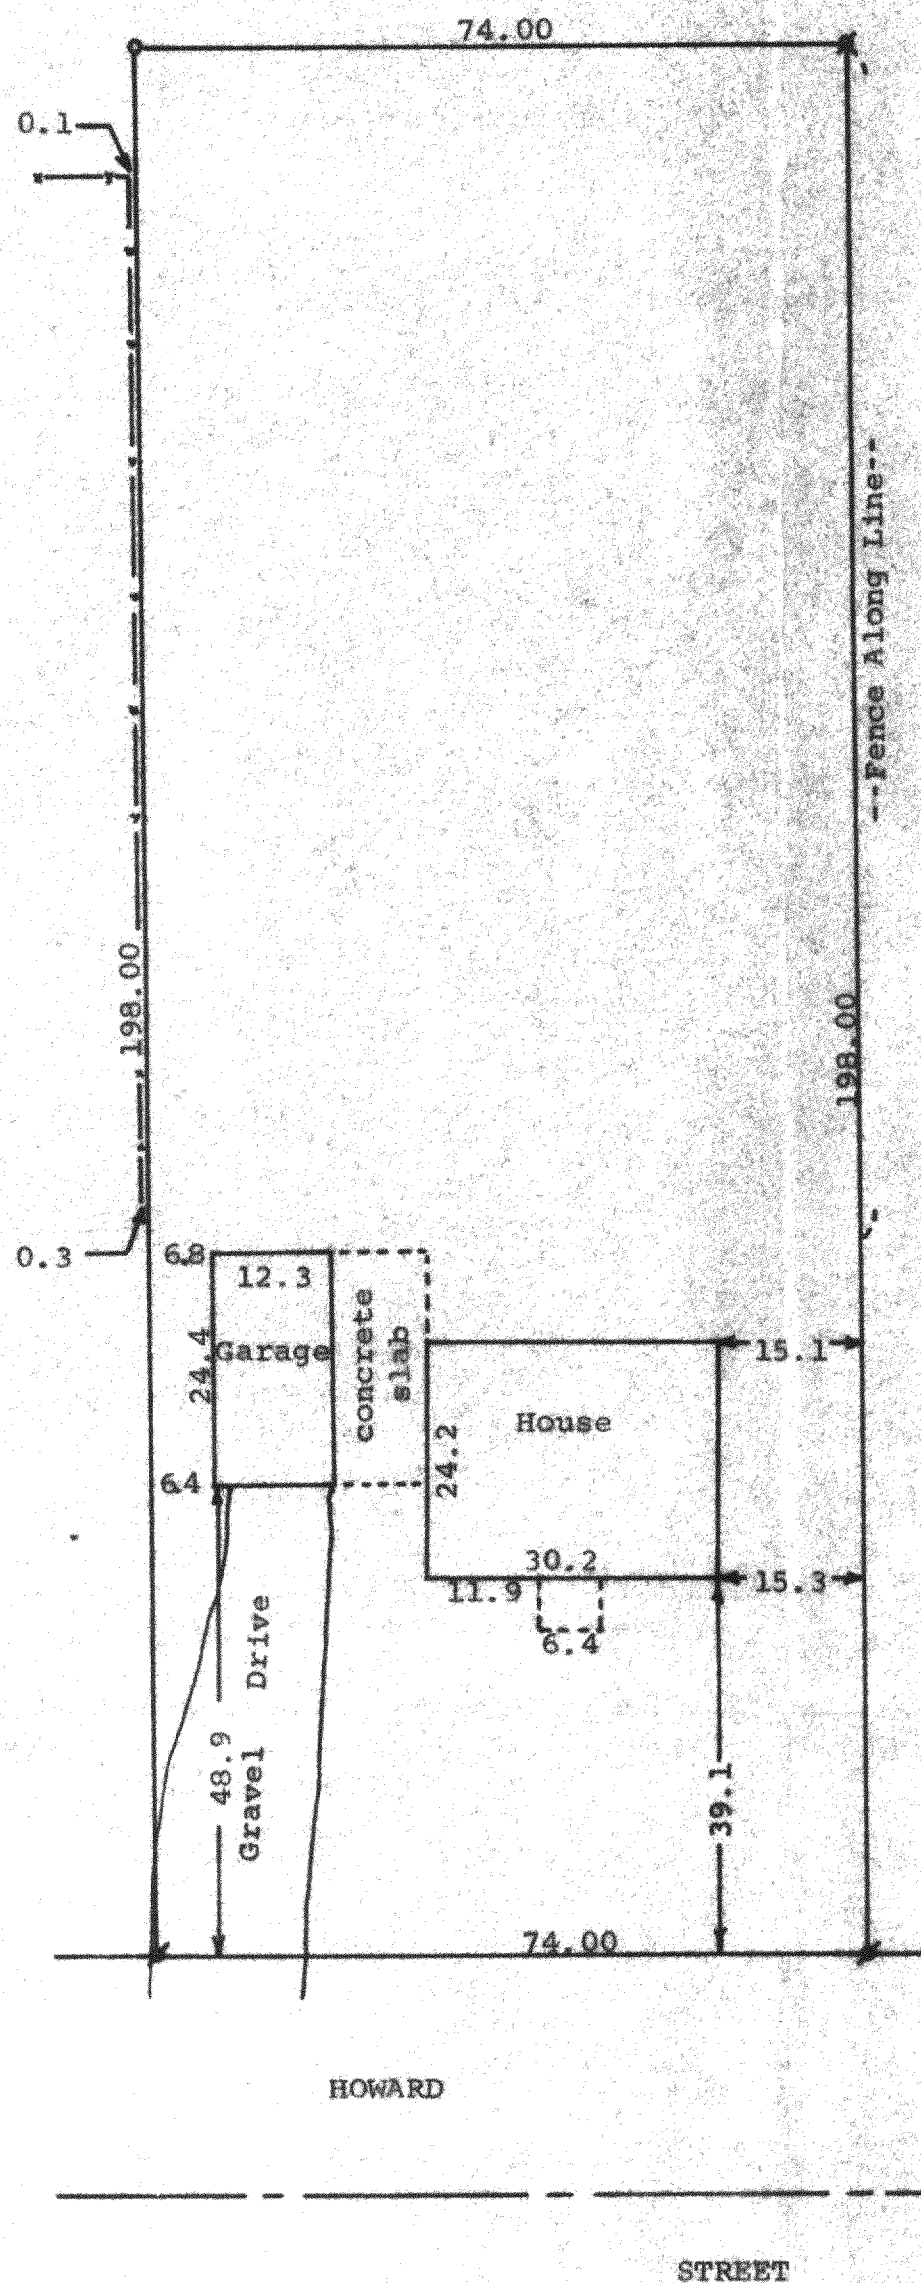 74.00
0.1
--Fence Along Line--
198.00
198.00
0.3
6.8
12.3
24.4
Garage
concrete
slab
15.1
House
24.2
6.4
30.2
11.9
15.3
6.4
Gravel Drive
48.9
39.1
74.00
HOWARD
STREET